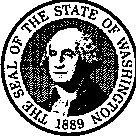 THE SEAL OF THE STATE OF WASHINGTON
1889